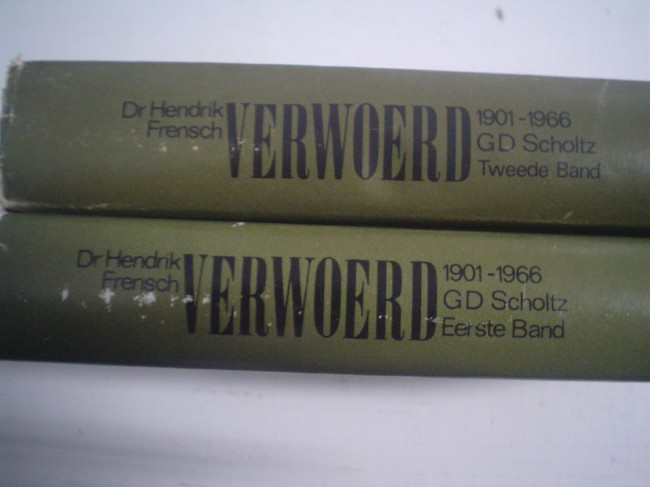 Dr Hendrik
Frensch
VERWOERD
1901-1966
GD Scholtz
Tweede Band
Dr Hendrik
Frensch
VERWOERD
1901-1966
GD Scholtz
Eerste Band